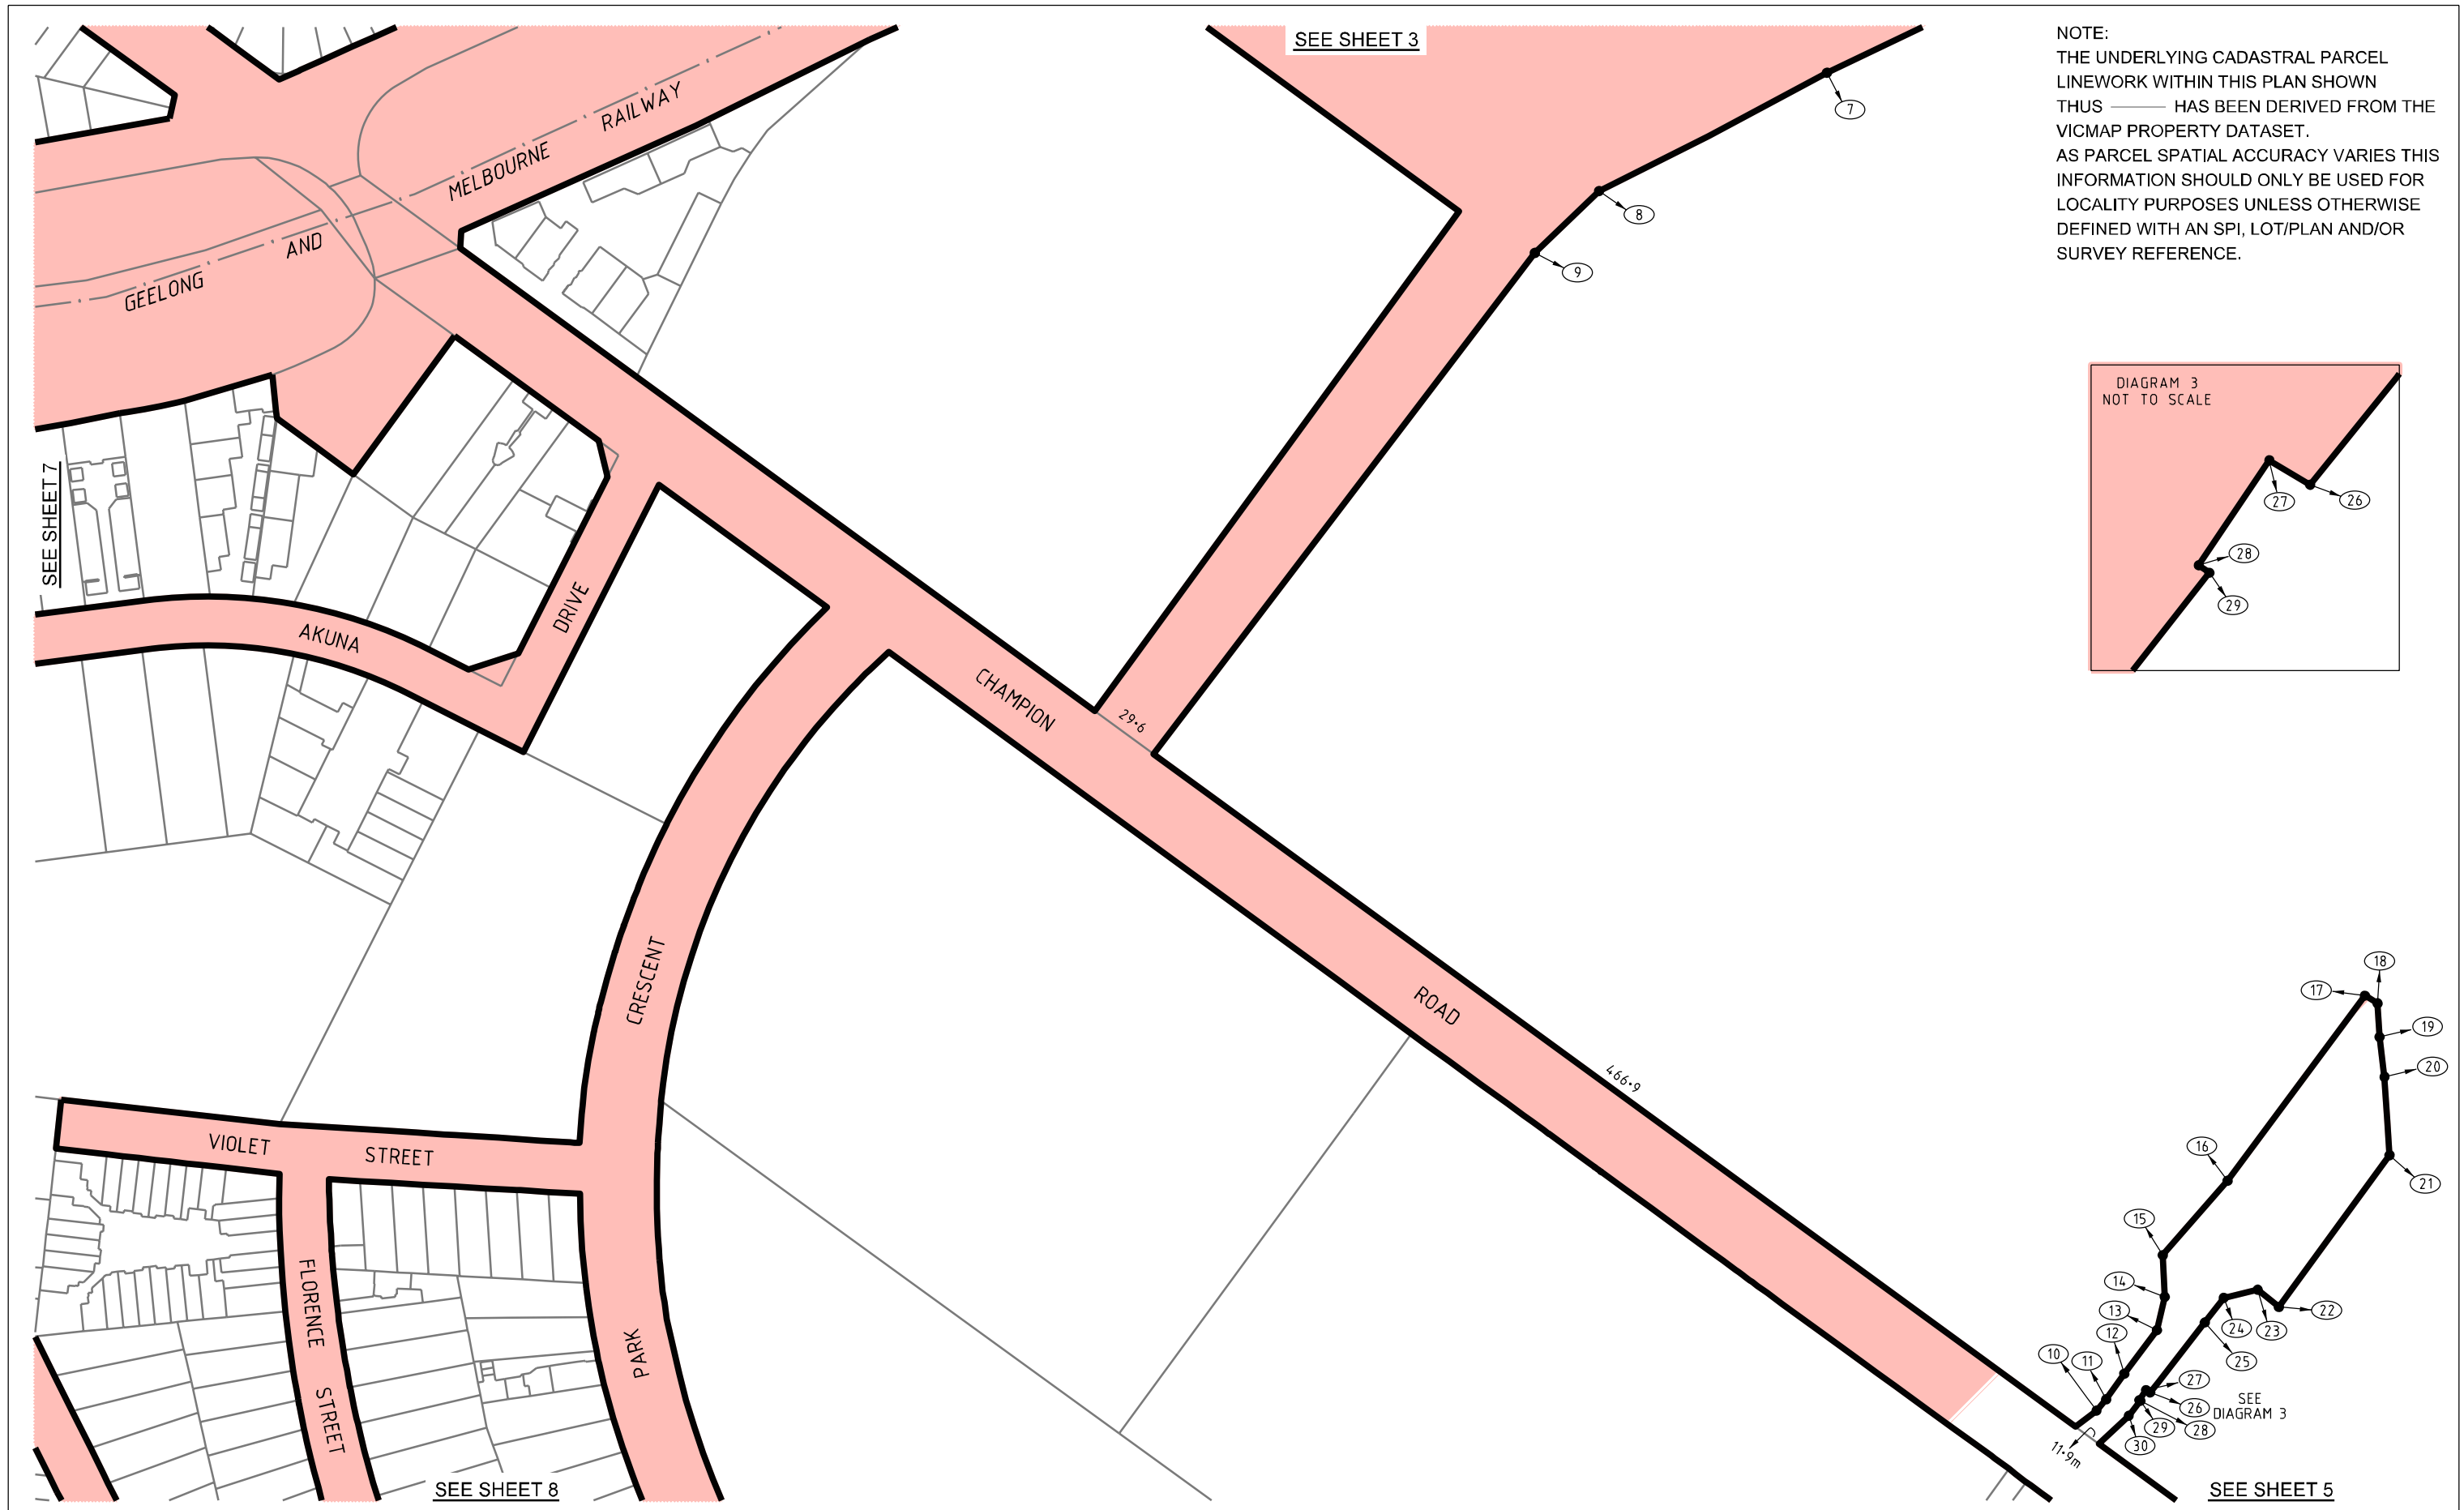 SEE SHEET 3
NOTE:
THE UNDERLYING CADASTRAL PARCEL
LINEWORK WITHIN THIS PLAN SHOWN
THUS HAS BEEN DERIVED FROM THE
VICMAP PROPERTY DATASET.
AS PARCEL SPATIAL ACCURACY VARIES THIS
INFORMATION SHOULD ONLY BE USED FOR
LOCALITY PURPOSES UNLESS OTHERWISE
DEFINED WITH AN SPI, LOT/PLAN AND/OR
SURVEY REFERENCE.
GEELONG AND MELBOURNE RAILWAY
7
8
9
DIAGRAM 3
NOT TO SCALE
27
26
28
29
SEE SHEET 7
AKUNA
DRIVE
CHAMPION
29.6
ROAD
466.9
CRESCENT
PARK
VIOLET STREET
FLORENCE
STREET
SEE SHEET 8
18
17
19
20
16
21
15
14
13
12
22
24
23
10
11
25
27
26
SEE
DIAGRAM 3
29
28
30
11.9m
SEE SHEET 5